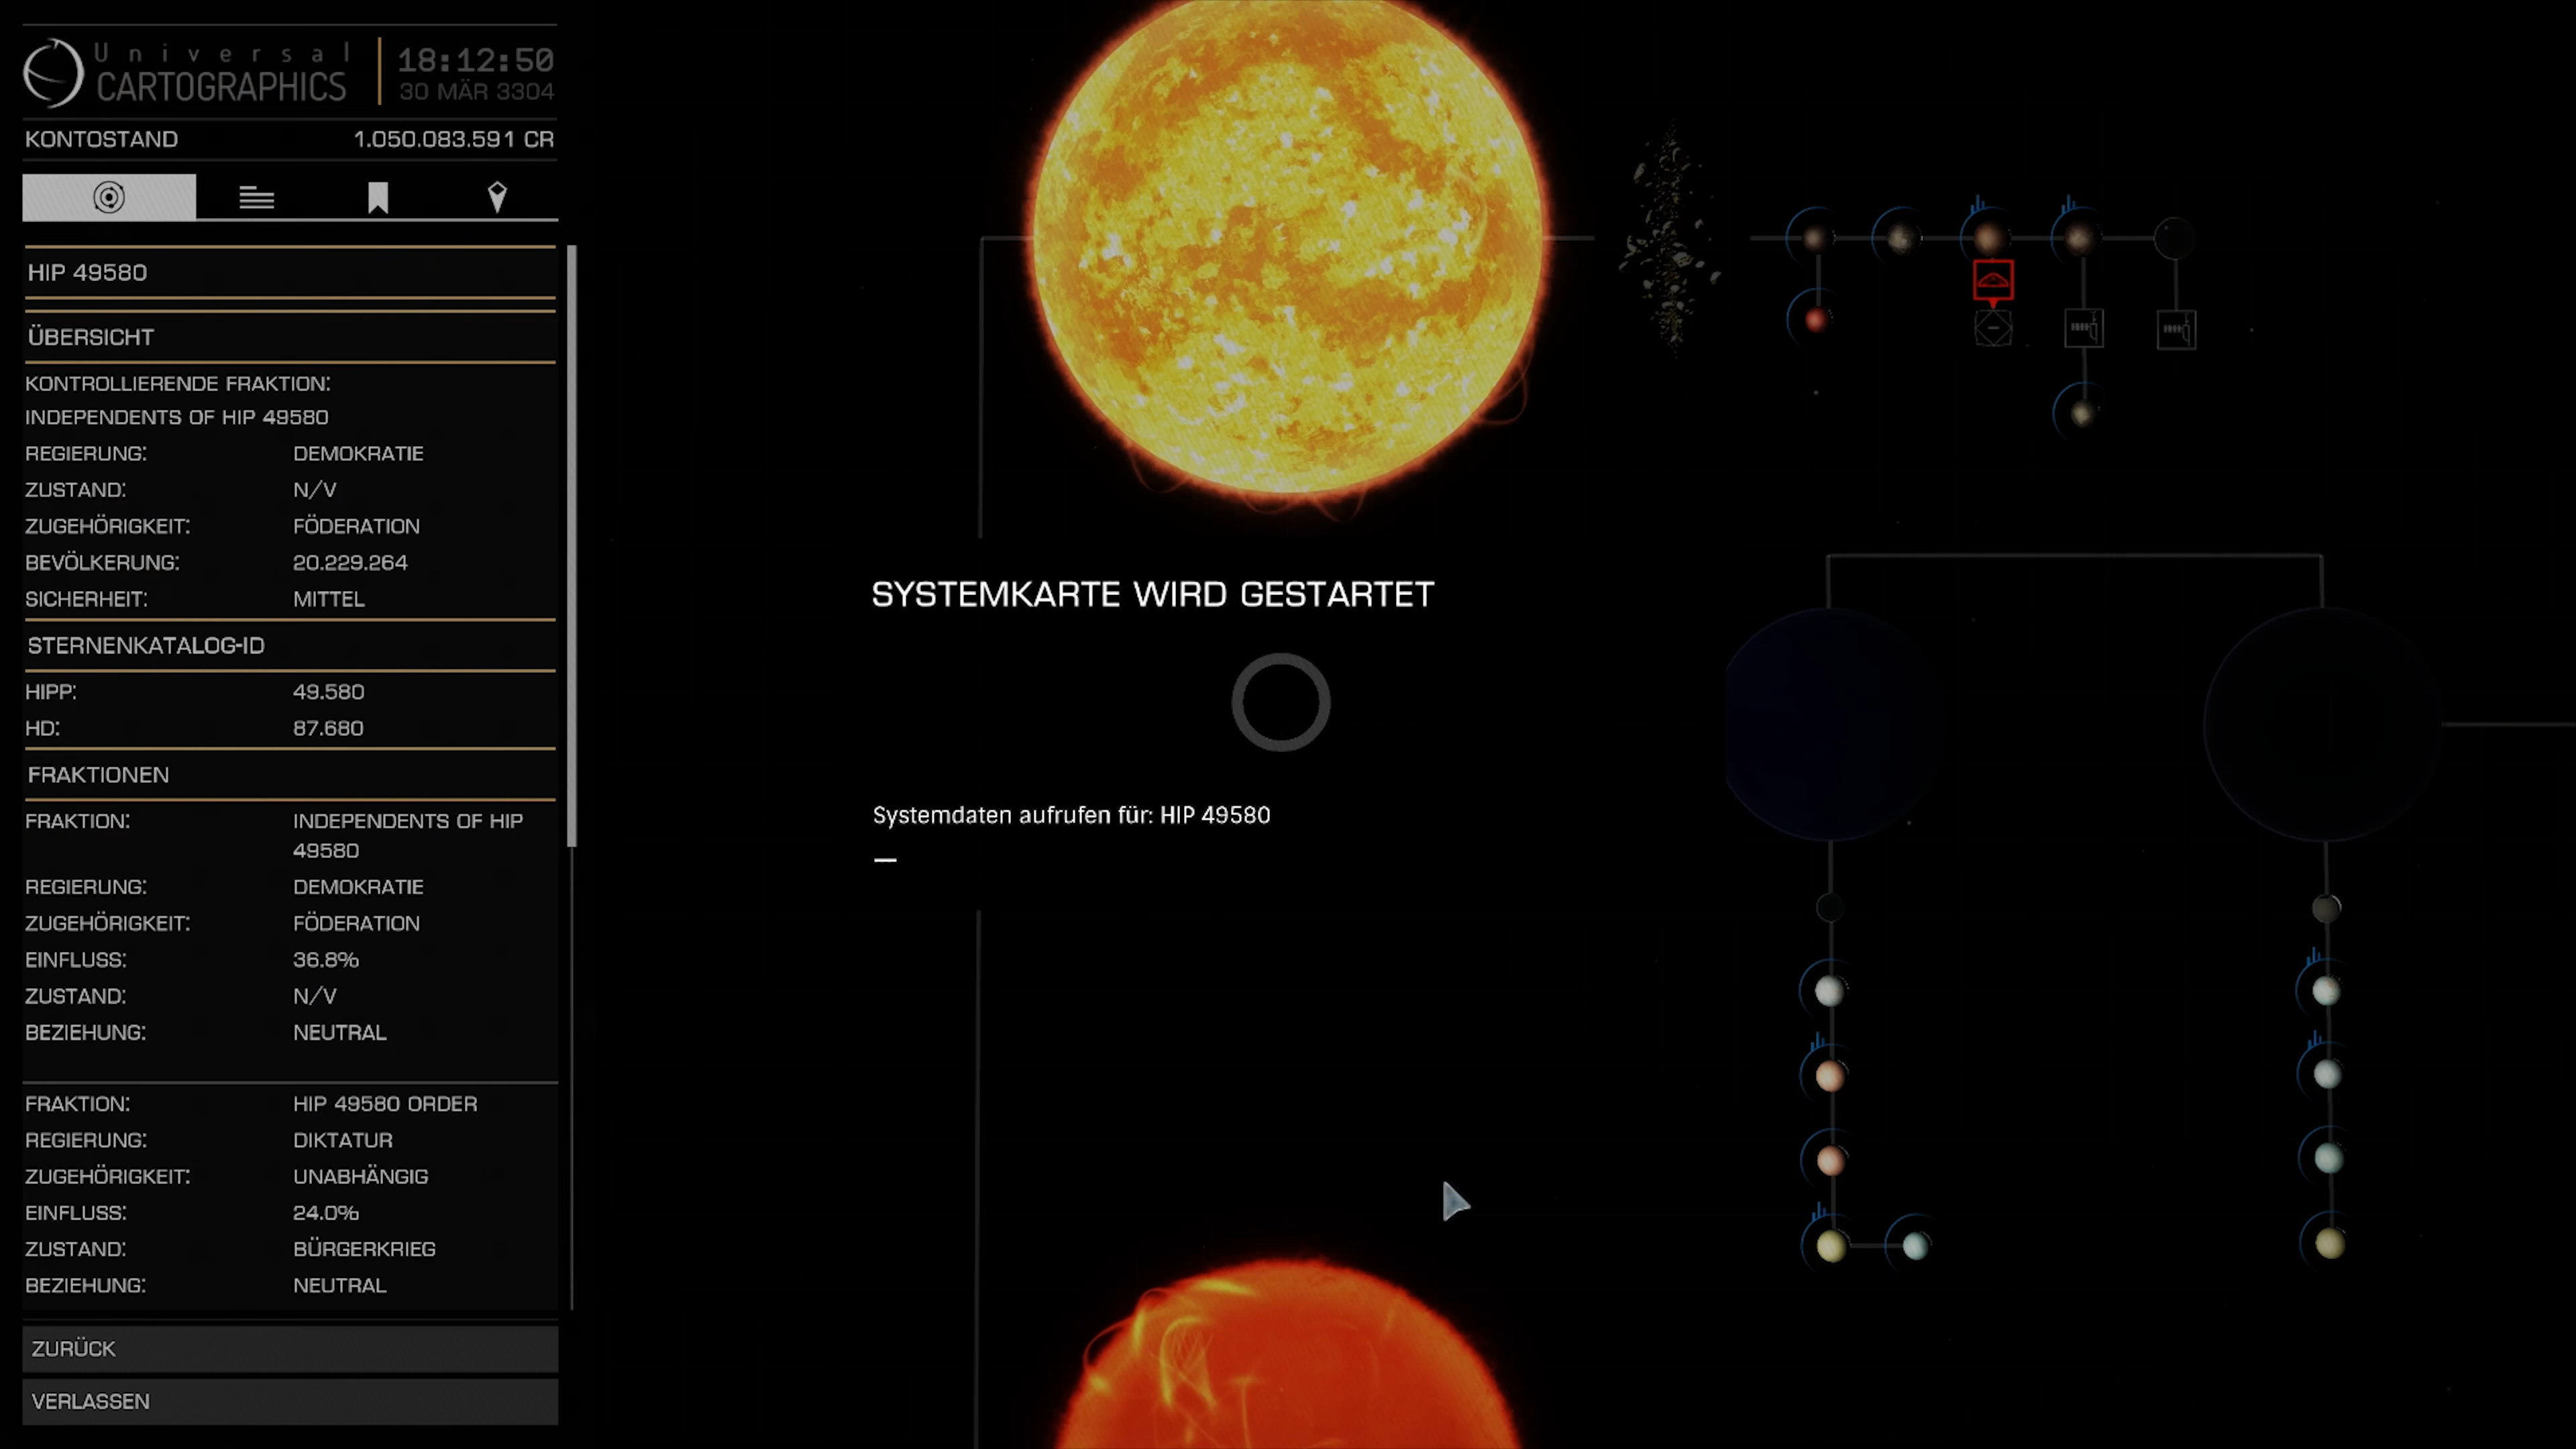 Universal
CARTOGRAPHICS
18:12:50
30 MÄR 3304
KONTOSTAND 1.050.083.591 CR
HIP 49580
ÜBERSICHT
KONTROLLIERENDE FRAKTION:
INDEPENDENTS OF HIP 49580
REGIERUNG: DEMOKRATIE
ZUSTAND: N/V
ZUGEHÖRIGKEIT: FÖDERATION
BEVÖLKERUNG: 20.229.264
SICHERHEIT: MITTEL
STERNENKATALOG-ID
HIPP: 49.580
HD: 87.680
FRAKTIONEN
FRAKTION: INDEPENDENTS OF HIP
49580
REGIERUNG: DEMOKRATIE
ZUGEHÖRIGKEIT: FÖDERATION
EINFLUSS: 36.8%
ZUSTAND: N/V
BEZIEHUNG: NEUTRAL
FRAKTION: HIP 49580 ORDER
REGIERUNG: DIKTATUR
ZUGEHÖRIGKEIT: UNABHÄNGIG
EINFLUSS: 24.0%
ZUSTAND: BÜRGERKRIEG
BEZIEHUNG: NEUTRAL
ZURÜCK
VERLASSEN
SYSTEMKARTE WIRD GESTARTET
Systemdaten aufrufen für: HIP 49580